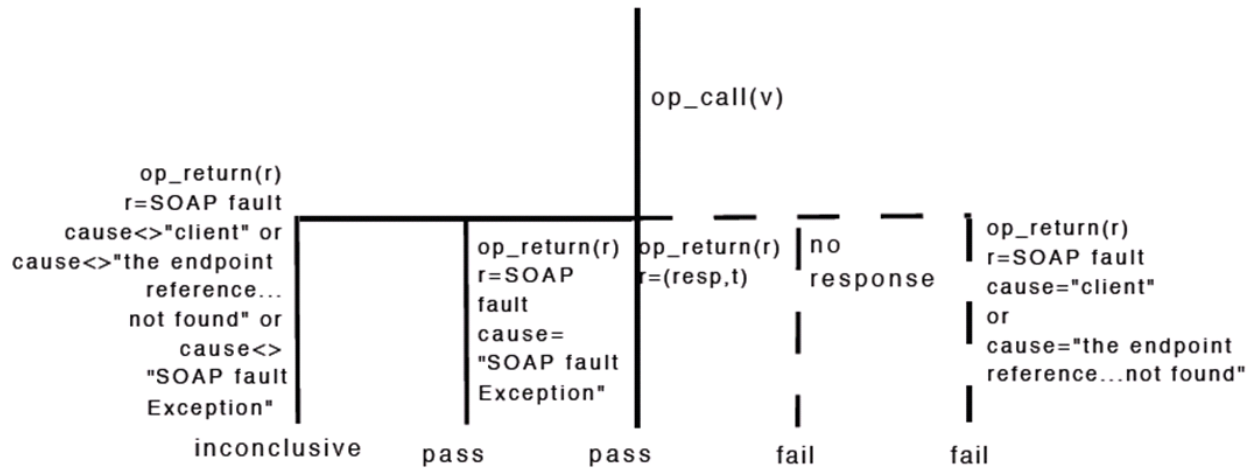 op_call(v)
op_return(r)
r=SOAP fault
cause<>"client" or
cause<>"the endpoint
reference...
not found" or
cause<>
"SOAP fault
Exception"
op_return(r)
r=SOAP
fault
cause=
"SOAP fault
Exception"
op_return(r)
r=(resp,t)
no
response
op_return(r)
r=SOAP fault
cause="client"
or
cause="the endpoint
reference...not found"
inconclusive
pass
pass
fail
fail